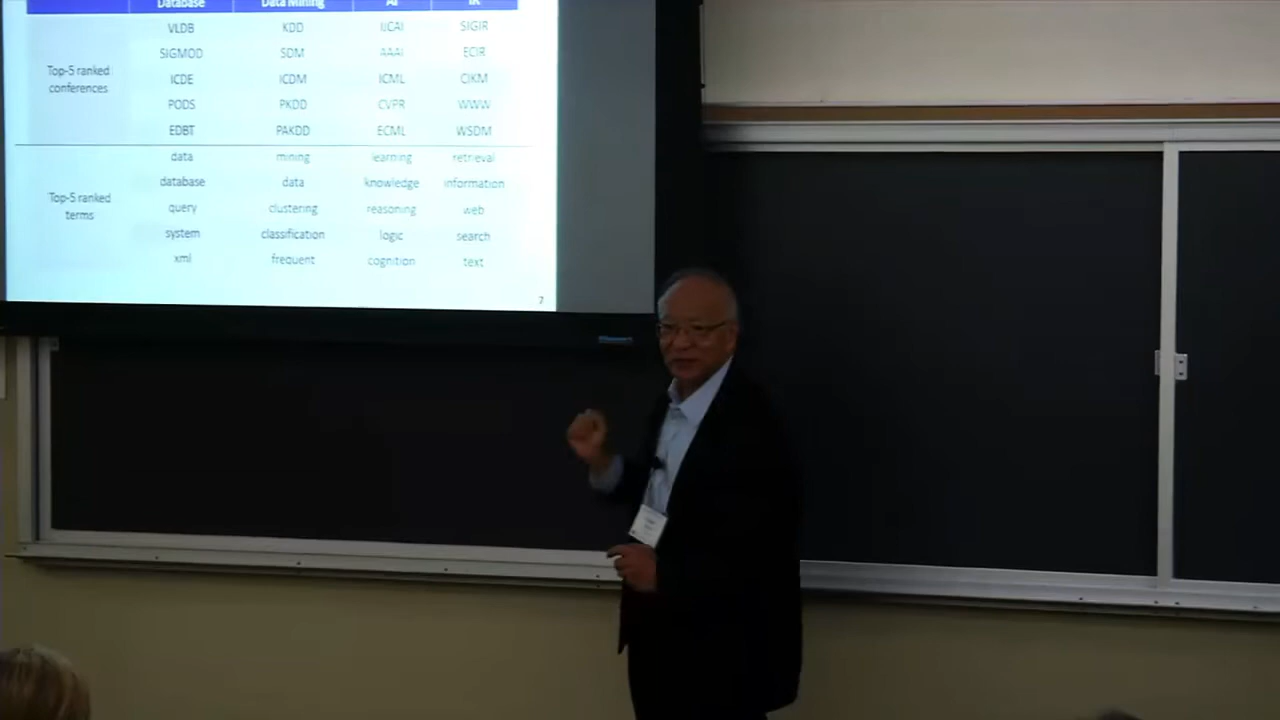 Database Data Mining AI IR
VLDB KDD IJCAI SIGIR
SIGMOD SDM AAAI ECIR
Top-5 ranked
conferences
ICDE ICDM ICML CIKM
PODS PKDD CVPR WWW
EDBT PAKDD ECML WSDM
data mining learning retrieval
database data knowledge information
Top-5 ranked
terms
query clustering reasoning web
system classification logic search
xml frequent cognition text
7